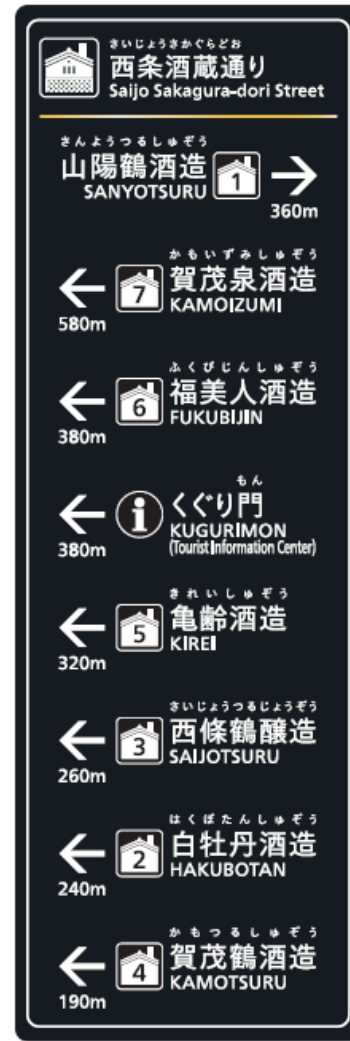 さいじょうさかぐらどお
西条酒蔵通り
Saijo Sakagura-dori Street
さんようつるしゅぞう
山陽鶴酒造
SANYOTSURU
1
360m
かもいずみしゅぞう
賀茂泉酒造
7
KAMOIZUMI
580m
ふくびじんしゅぞう
福美人酒造
6
FUKUBIJIN
380m
もん
くぐり門
i
KUGURIMON
(Tourist Information Center)
380m
きれいしゅぞう
亀齢酒造
5
KIREI
320m
さいじょうつるじょうぞう
西條鶴醸造
3
SAIJOTSURU
260m
はくぼたんしゅぞう
白牡丹酒造
2
HAKUBOTAN
240m
かもつるしゅぞう
賀茂鶴酒造
4
KAMOTSURU
190m